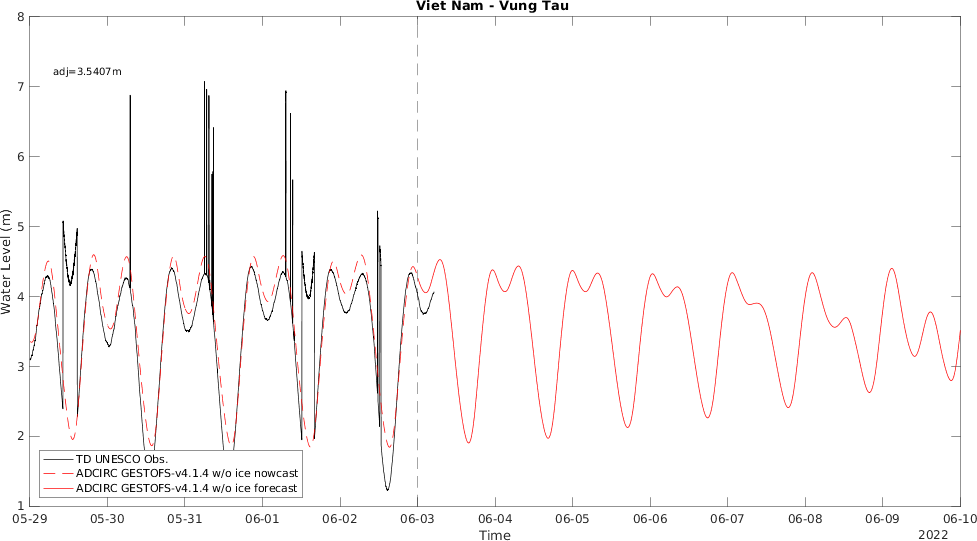 Viet Nam - Vung Tau
adj=3.5407m
Water Level (m)
8
7
6
5
4
3
2
1
TD UNESCO Obs.
ADCIRC GESTOFS-v4.1.4 w/o ice nowcast
ADCIRC GESTOFS-v4.1.4 w/o ice forecast
05-29 05-30 05-31 06-01 06-02 06-03 06-04 06-05 06-06 06-07 06-08 06-09 06-10
Time
2022